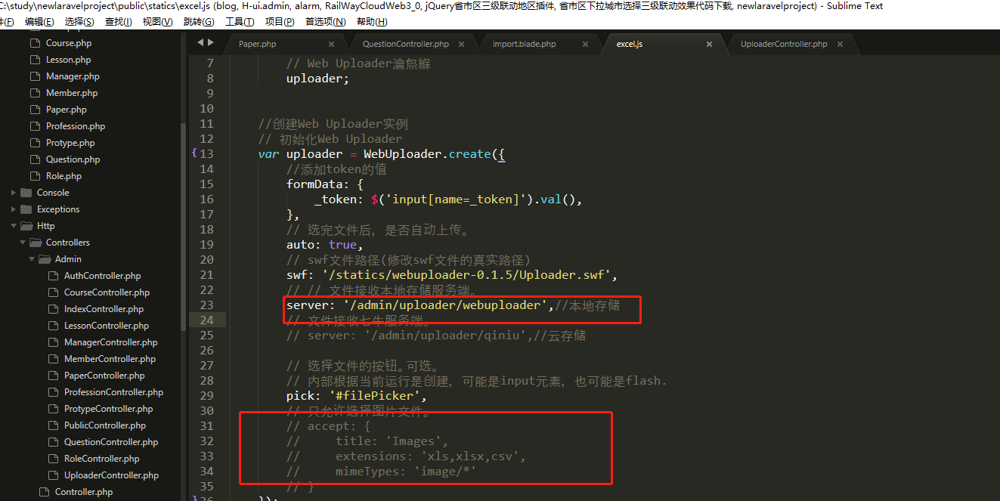 C:\study\newlaravelproject\public\statics\excel.js (blog, H-ui.admin, alarm, RailWayCloudWeb3_0, jQuery省市区三级联动地区插件, 省市区下拉城市选择三级联动效果代码下载, newlaravelproject) - Sublime Text
件(F) 编辑(E) 选择(S) 查找(I) 视图(V) 跳转(G) 工具(T) 项目(P) 首选项(N) 帮助(H)
Course.php
Lesson.php
Manager.php
Member.php
Paper.php
Profession.php
Protype.php
Question.php
Role.php
Console
Exceptions
Http
Controllers
Admin
AuthController.php
CourseController.php
IndexController.php
LessonController.php
ManagerController.php
MemberController.php
PaperController.php
ProfessionController.php
ProtypeController.php
PublicController.php
QuestionController.php
RoleController.php
UploaderController.php
Controller.php
Paper.php × QuestionController.php × import.blade.php × excel.js × UploaderController.php ×
7 // Web Uploader瀹炰緥
8 uploader;
9
10
11 //创建Web Uploader实例
12 // 初始化Web Uploader
{ 13 var uploader = WebUploader.create({
14 //添加token的值
15 formData: {
16 _token: $('input[name=_token]').val(),
17 },
18 // 选完文件后，是否自动上传。
19 auto: true,
20 // swf文件路径(修改swf文件的真实路径)
21 swf: '/statics/webuploader-0.1.5/Uploader.swf',
22 // // 文件接收本地存储服务端。
23 server: '/admin/uploader/webuploader',//本地存储
24 // 文件接收七牛服务端。
25 // server: '/admin/uploader/qiniu',//云存储
26
27 // 选择文件的按钮。可选。
28 // 内部根据当前运行是创建，可能是input元素，也可能是flash.
29 pick: '#filePicker',
30 // 只允许选择图片文件。
31 // accept: {
32 // title: 'Images',
33 // extensions: 'xls,xlsx,csv',
34 // mimeTypes: 'image/*'
35 // }
} 36 });